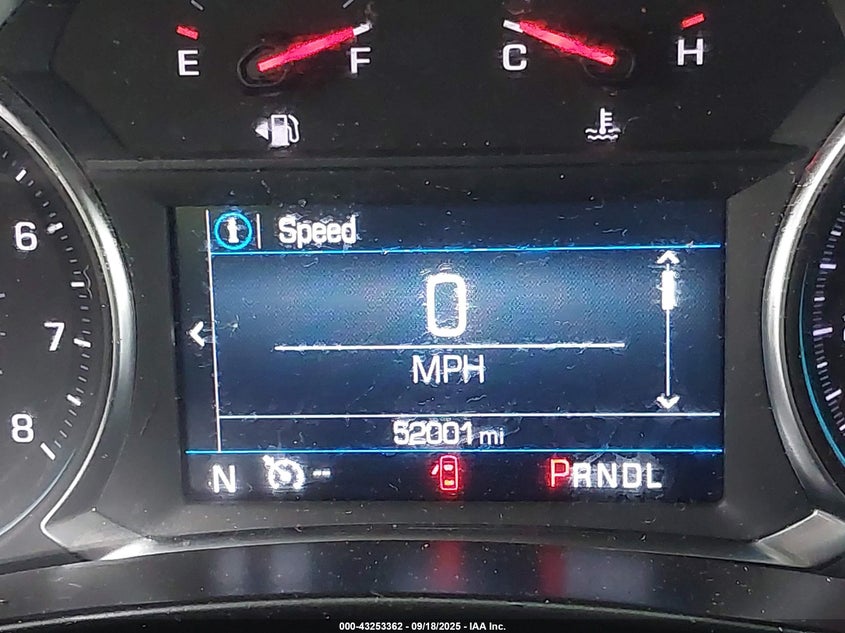 E F C H
Speed
6
0
7
MPH
8
52001 mi
N -- PRNDL
000-43253362 - 09/18/2025 - IAA Inc.